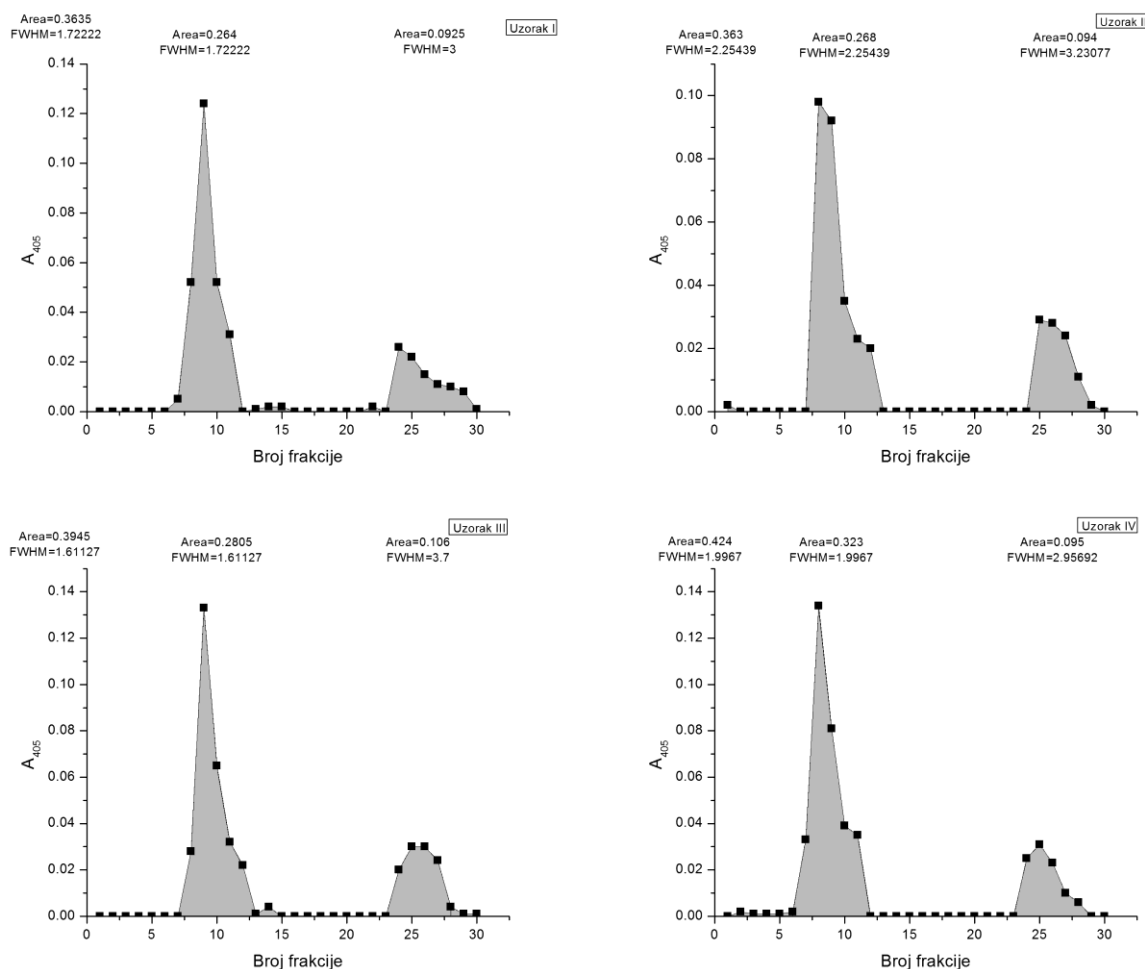 Area=0.3635
FWHM=1.72222
Area=0.264
FWHM=1.72222
Area=0.0925
FWHM=3
Uzorak I
0.14
0.12
0.10
0.08
0.06
0.04
0.02
0.00
A405
0 5 10 15 20 25 30
Broj frakcije
Area=0.363
FWHM=2.25439
Area=0.268
FWHM=2.25439
Area=0.094
FWHM=3.23077
Uzorak II
0.10
0.08
0.06
0.04
0.02
0.00
A405
0 5 10 15 20 25 30
Broj frakcije
Area=0.3945
FWHM=1.61127
Area=0.2805
FWHM=1.61127
Area=0.106
FWHM=3.7
Uzorak III
0.14
0.12
0.10
0.08
0.06
0.04
0.02
0.00
A405
0 5 10 15 20 25 30
Broj frakcije
Area=0.424
FWHM=1.9967
Area=0.323
FWHM=1.9967
Area=0.095
FWHM=2.95692
Uzorak IV
0.14
0.12
0.10
0.08
0.06
0.04
0.02
0.00
A405
0 5 10 15 20 25 30
Broj frakcije